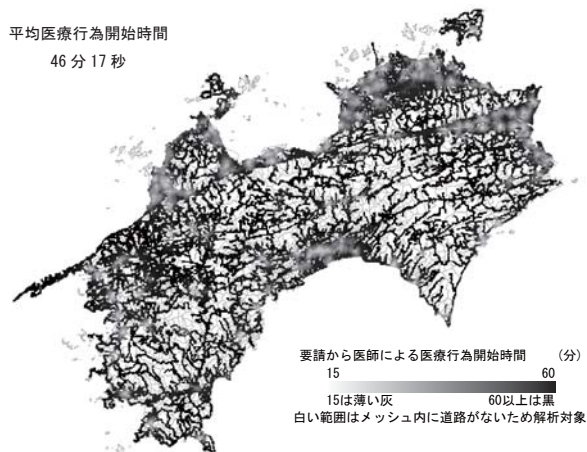 平均医療行為開始時間
46 分 17 秒
要請から医師による医療行為開始時間 (分)
15 60
15は薄い灰 60以上は黒
白い範囲はメッシュ内に道路がないため解析対象